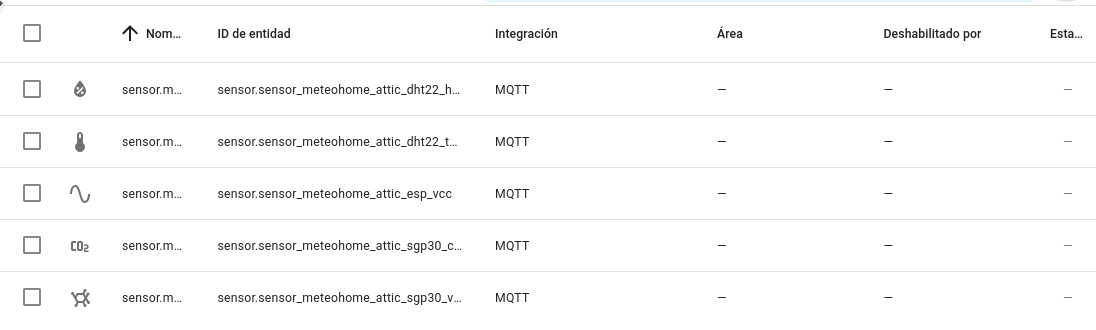 Nom... ID de entidad Integración Área Deshabilitado por Esta...
sensor.m... sensor.sensor_meteohome_attic_dht22_h... MQTT — — —
sensor.m... sensor.sensor_meteohome_attic_dht22_t... MQTT — — —
sensor.m... sensor.sensor_meteohome_attic_esp_vcc MQTT — — —
CO2 sensor.m... sensor.sensor_meteohome_attic_sgp30_c... MQTT — — —
sensor.m... sensor.sensor_meteohome_attic_sgp30_v... MQTT — — —